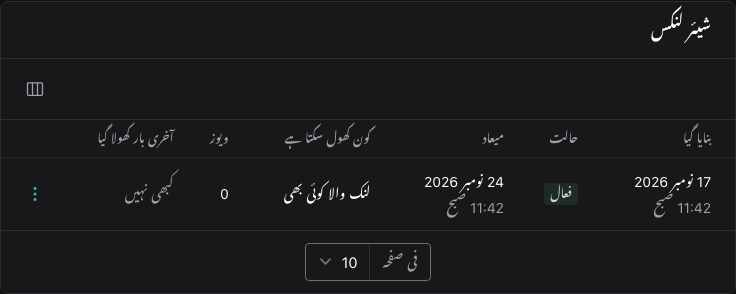 شیئر لنکس
بنایا گیا حالت میعاد کون کھول سکتا ہے ویوز آخری بار کھولا گیا
17 نومبر 2026 فعال 24 نومبر 2026 لنک والا کوئی بھی 0 کبھی نہیں
11:42 صبح 11:42 صبح
فی صفحہ 10